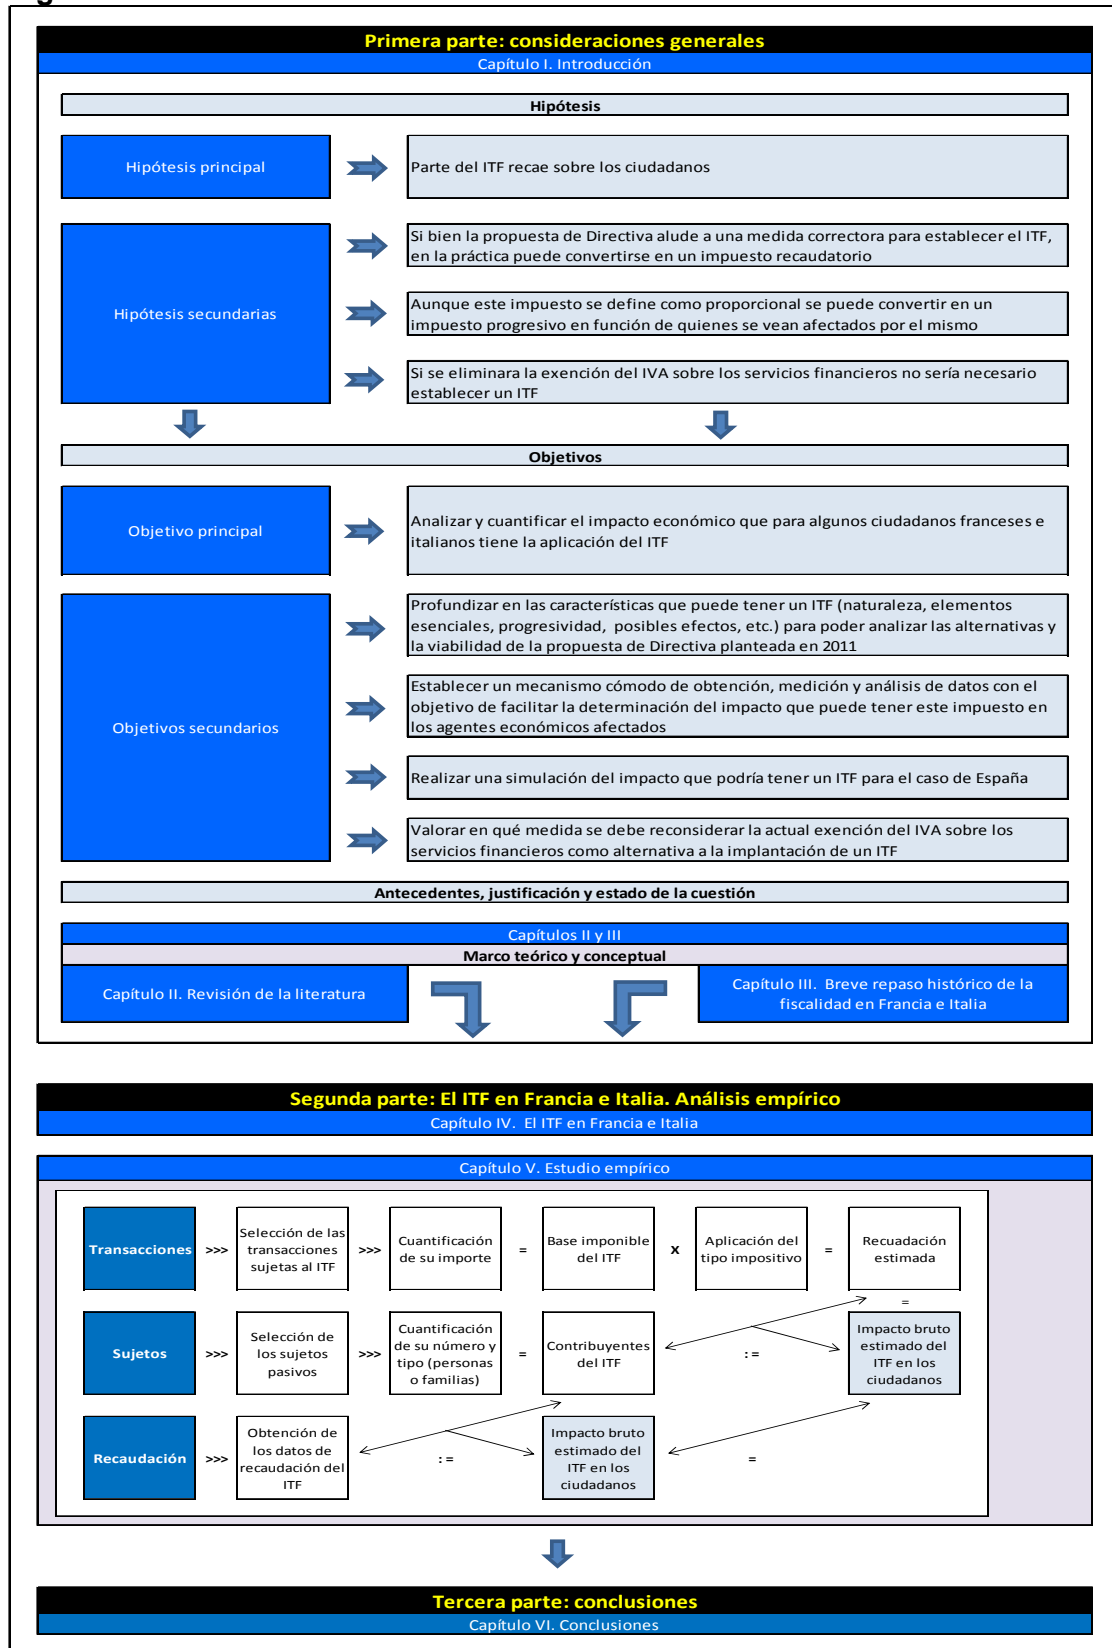 Primera parte: consideraciones generales
Capítulo I. Introducción
Hipótesis
Hipótesis principal
Parte del ITF recae sobre los ciudadanos
Hipótesis secundarias
Si bien la propuesta de Directiva alude a una medida correctora para establecer el ITF,
en la práctica puede convertirse en un impuesto recaudatorio
Aunque este impuesto se define como proporcional se puede convertir en un
impuesto progresivo en función de quienes se vean afectados por el mismo
Si se eliminara la exención del IVA sobre los servicios financieros no sería necesario
establecer un ITF
Objetivos
Objetivo principal
Analizar y cuantificar el impacto económico que para algunos ciudadanos franceses e
italianos tiene la aplicación del ITF
Objetivos secundarios
Profundizar en las características que puede tener un ITF (naturaleza, elementos
esenciales, progresividad, posibles efectos, etc.) para poder analizar las alternativas y
la viabilidad de la propuesta de Directiva planteada en 2011
Establecer un mecanismo cómodo de obtención, medición y análisis de datos con el
objetivo de facilitar la determinación del impacto que puede tener este impuesto en
los agentes económicos afectados
Realizar una simulación del impacto que podría tener un ITF para el caso de España
Valorar en qué medida se debe reconsiderar la actual exención del IVA sobre los
servicios financieros como alternativa a la implantación de un ITF
Antecedentes, justificación y estado de la cuestión
Capítulos II y III
Marco teórico y conceptual
Capítulo II. Revisión de la literatura
Capítulo III. Breve repaso histórico de la
fiscalidad en Francia e Italia
Segunda parte: El ITF en Francia e Italia. Análisis empírico
Capítulo IV. El ITF en Francia e Italia
Capítulo V. Estudio empírico
Transacciones
>>>
Selección de las
transacciones
sujetas al ITF
>>>
Cuantificación
de su importe
=
Base imponible
del ITF
X
Aplicación del
tipo impositivo
=
Recuadación
estimada
=
Sujetos
>>>
Selección de
los sujetos
pasivos
>>>
Cuantificación
de su número y
tipo (personas
o familias)
=
Contribuyentes
del ITF
:=
Impacto bruto
estimado del
ITF en los
ciudadanos
Recaudación
>>>
Obtención de
los datos de
recaudación del
ITF
:=
Impacto bruto
estimado del
ITF en los
ciudadanos
=
Tercera parte: conclusiones
Capítulo VI. Conclusiones